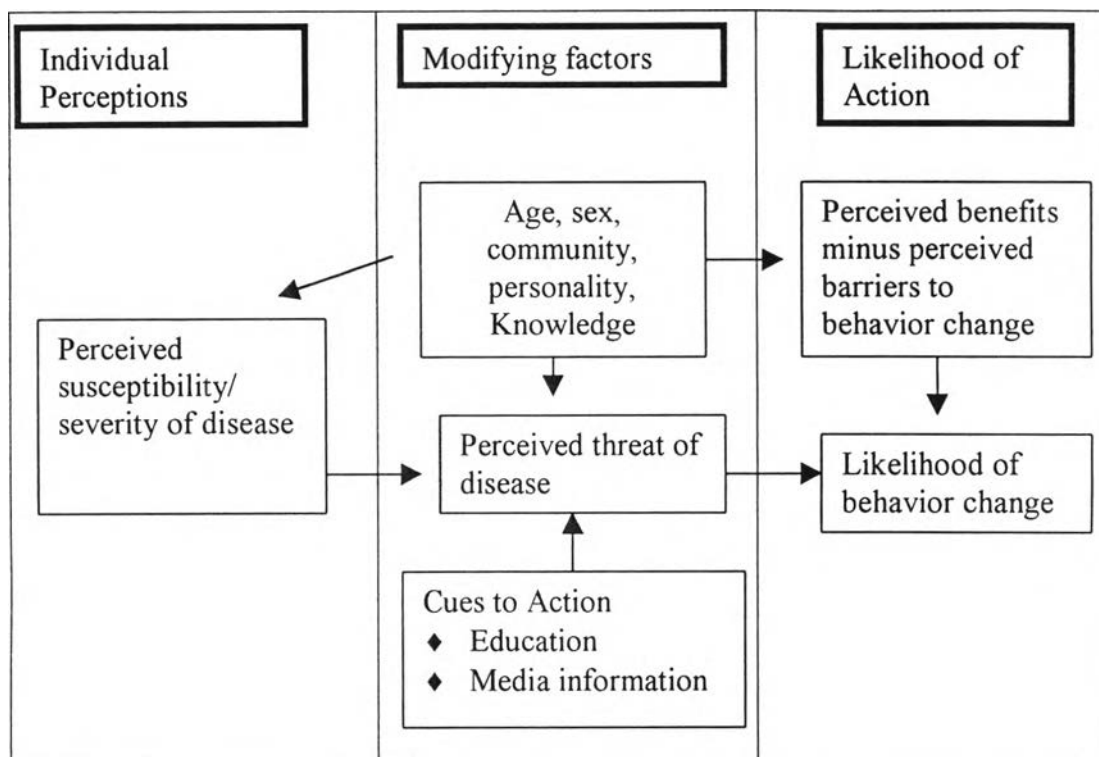 Individual
Perceptions
Modifying factors
Likelihood of
Action
Age, sex,
community,
personality,
Knowledge
Perceived benefits
minus perceived
barriers to
behavior change
Perceived
susceptibility/
severity of disease
Perceived threat of
disease
Likelihood of
behavior change
Cues to Action
♦ Education
♦ Media information